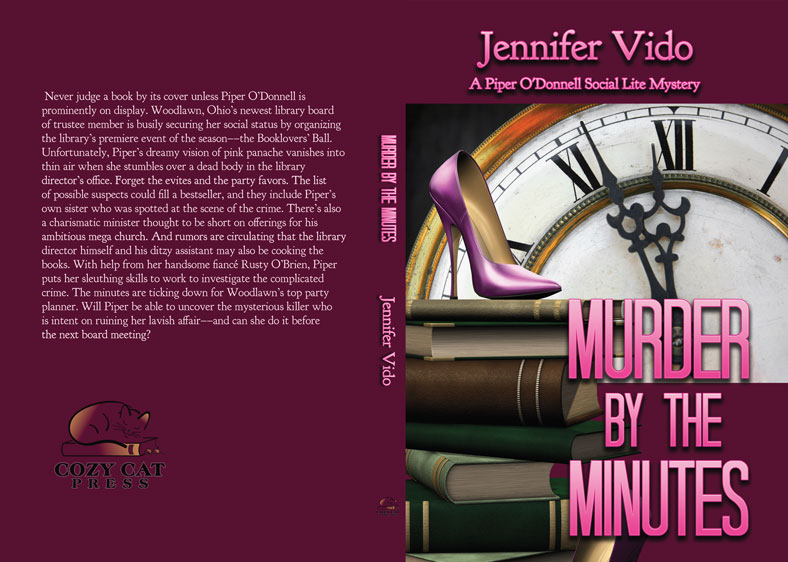 Never judge a book by its cover unless Piper O'Donnell is
prominently on display. Woodlawn, Ohio's newest library board
of trustee member is busily securing her social status by organizing
the library's premiere event of the season––the Booklovers' Ball.
Unfortunately, Piper's dreamy vision of pink panache vanishes into
thin air when she stumbles over a dead body in the library
director's office. Forget the evites and the party favors. The list
of possible suspects could fill a bestseller, and they include Piper's
own sister who was spotted at the scene of the crime. There's also
a charismatic minister thought to be short on offerings for his
ambitious mega church. And rumors are circulating that the library
director himself and his ditzy assistant may also be cooking the
books. With help from her handsome fiancé Rusty O'Brien, Piper
puts her sleuthing skills to work to investigate the complicated
crime. The minutes are ticking down for Woodlawn's top party
planner. Will Piper be able to uncover the mysterious killer who
is intent on ruining her lavish affair––and can she do it before
the next board meeting?
COZY CAT
PRESS
MURDER BY THE MINUTES
Jennifer Vido
Jennifer Vido
A Piper O'Donnell Social Lite Mystery
XI
XII
I
MURDER
BY THE
MINUTES